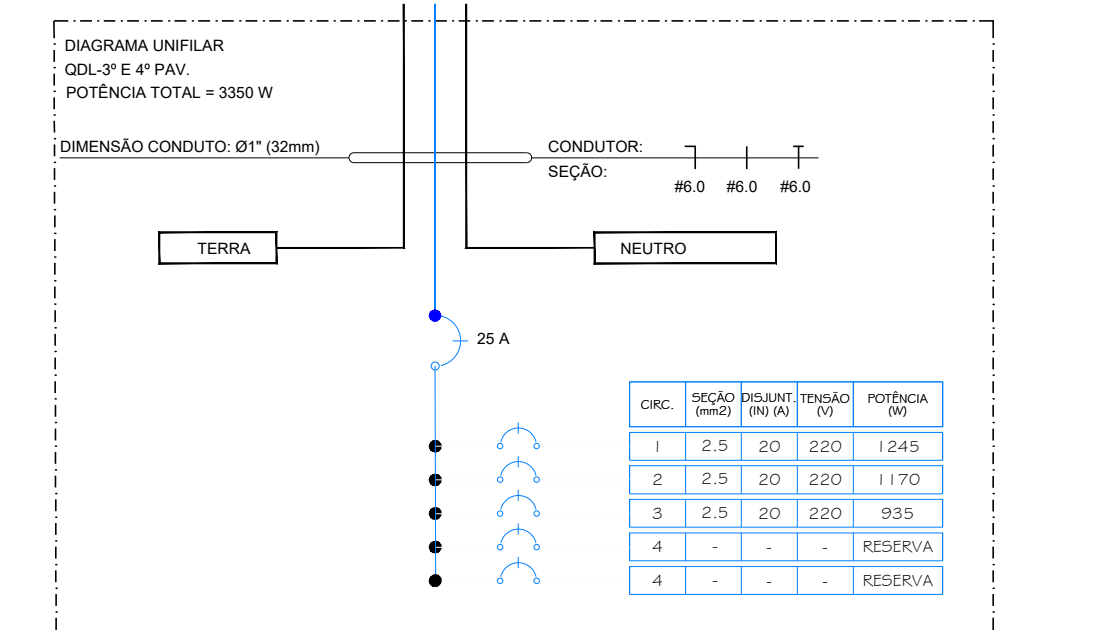 DIAGRAMA UNIFILAR
QDL-3º E 4º PAV.
POTÊNCIA TOTAL = 3350 W
DIMENSÃO CONDUTO: Ø1" (32mm)
CONDUTOR:
SEÇÃO:
#6.0 #6.0 #6.0
TERRA
NEUTRO
25 A
CIRC. SEÇÃO (mm2) DISJUNT. (IN) (A) TENSÃO (V) POTÊNCIA (W)
1 2.5 20 220 1245
2 2.5 20 220 1170
3 2.5 20 220 935
4 - - - RESERVA
4 - - - RESERVA